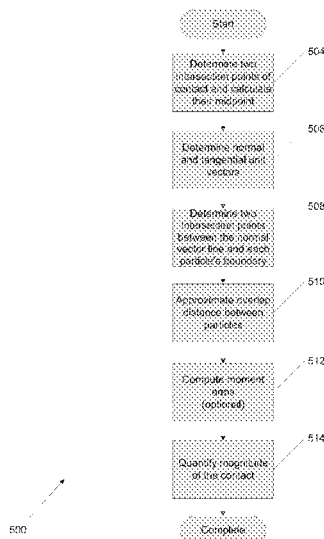 Start
504
Determine two
intersection points of
contact and calculate
their midpoint
506
Determine normal
and tangential unit
vectors
508
Determine two
intersection points
between the normal
vector line and each
particle's boundary
510
Approximate overlap
distance between
particles
512
Compute moment
arms
(optional)
514
Quantify magnitude
of the contact
500
Complete